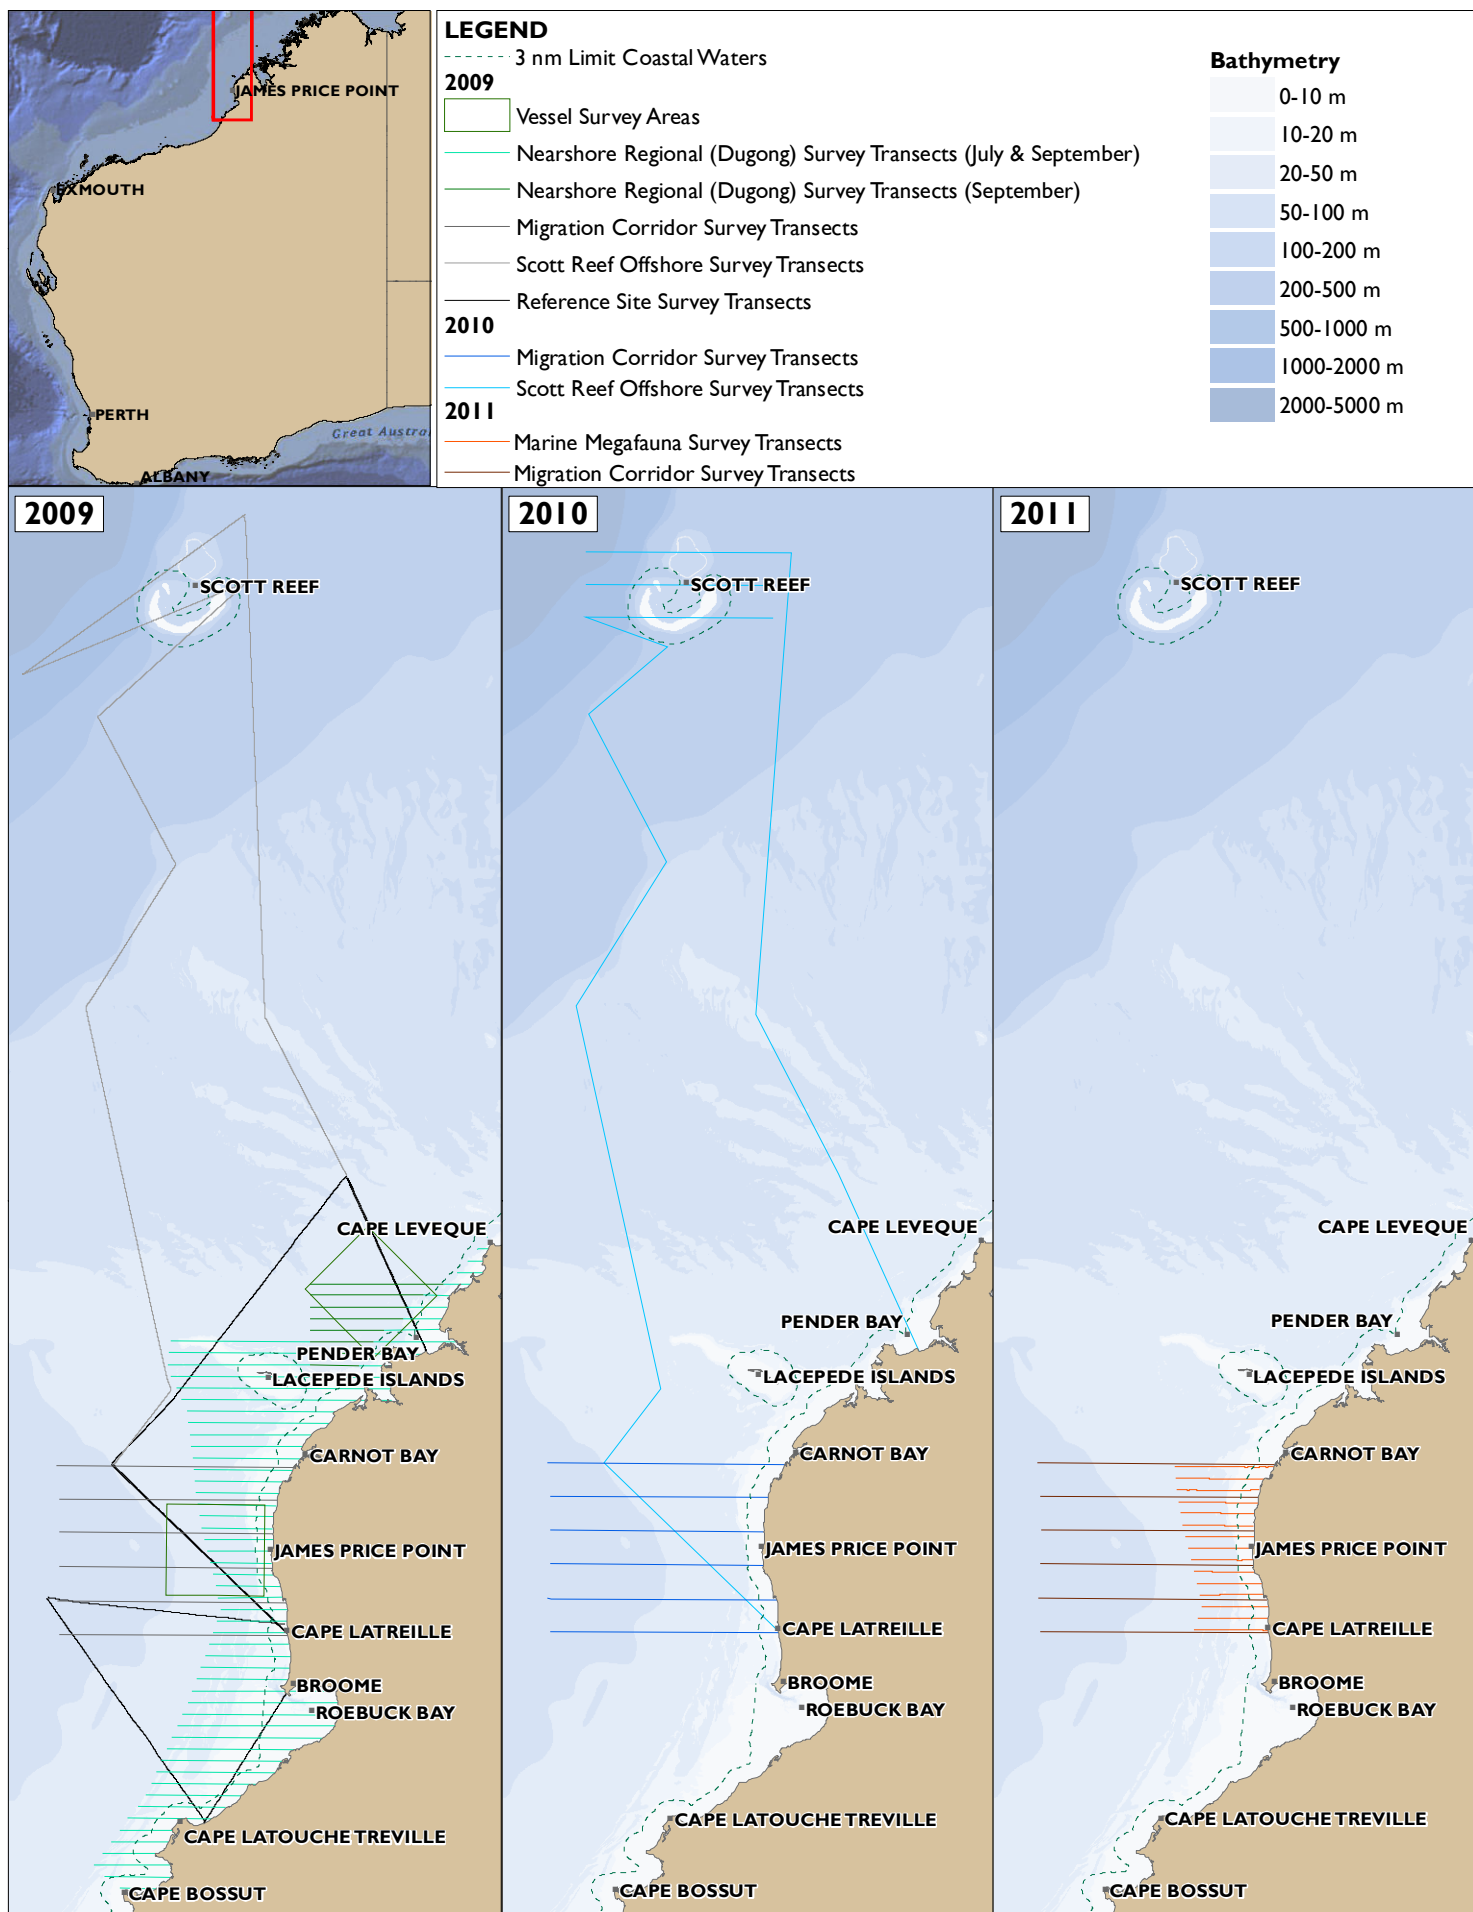 JAMES PRICE POINT
EXMOUTH
PERTH
Great Austra
ALBANY
LEGEND
3 nm Limit Coastal Waters
2009
Vessel Survey Areas
Nearshore Regional (Dugong) Survey Transects (July & September)
Nearshore Regional (Dugong) Survey Transects (September)
Migration Corridor Survey Transects
Scott Reef Offshore Survey Transects
Reference Site Survey Transects
2010
Migration Corridor Survey Transects
Scott Reef Offshore Survey Transects
2011
Marine Megafauna Survey Transects
Migration Corridor Survey Transects
Bathymetry
0-10 m
10-20 m
20-50 m
50-100 m
100-200 m
200-500 m
500-1000 m
1000-2000 m
2000-5000 m
2009
SCOTT REEF
CAPE LEVEQUE
PENDER BAY
LACEPEDE ISLANDS
CARNOT BAY
JAMES PRICE POINT
CAPE LATREILLE
BROOME
ROEBUCK BAY
CAPE LATOUCHE TREVILLE
CAPE BOSSUT
2010
SCOTT REEF
CAPE LEVEQUE
PENDER BAY
LACEPEDE ISLANDS
CARNOT BAY
JAMES PRICE POINT
CAPE LATREILLE
BROOME
ROEBUCK BAY
CAPE LATOUCHE TREVILLE
CAPE BOSSUT
2011
SCOTT REEF
CAPE LEVEQUE
PENDER BAY
LACEPEDE ISLANDS
CARNOT BAY
JAMES PRICE POINT
CAPE LATREILLE
BROOME
ROEBUCK BAY
CAPE LATOUCHE TREVILLE
CAPE BOSSUT